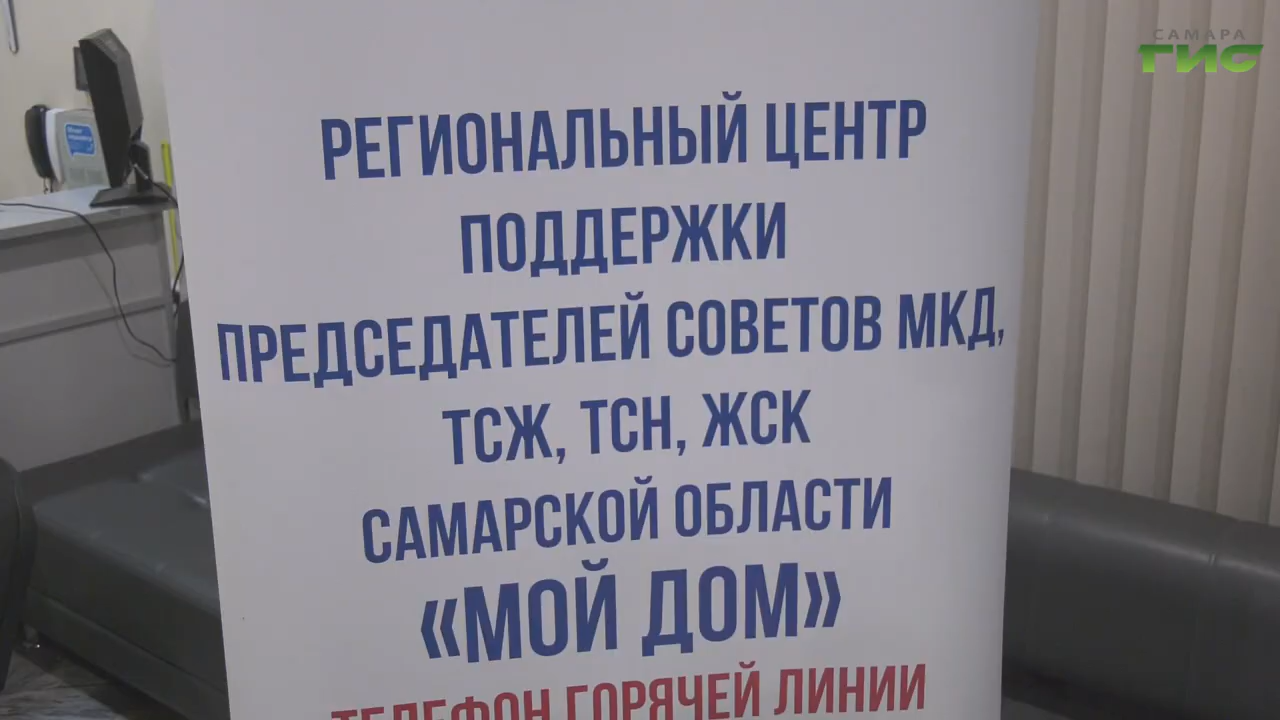 САМАРА
ГИС
РЕГИОНАЛЬНЫЙ ЦЕНТР
ПОДДЕРЖКИ
ПРЕДСЕДАТЕЛЕЙ СОВЕТОВ МКД,
ТСЖ, ТСН, ЖСК
САМАРСКОЙ ОБЛАСТИ
«МОЙ ДОМ»
ТЕЛЕФОН ГОРЯЧЕЙ ЛИНИИ